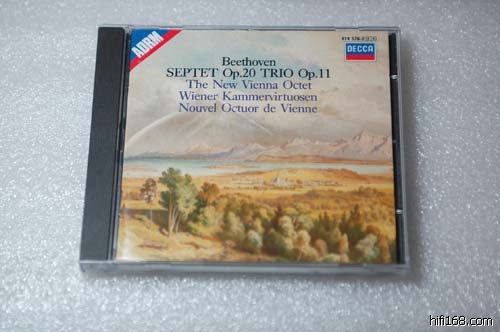 ADRM
Beethoven
SEPTET Op.20 TRIO Op.11
The New Vienna Octet
Wiener Kammervirtuosen
Nouvel Octuor de Vienne
DECCA
hifi168.com